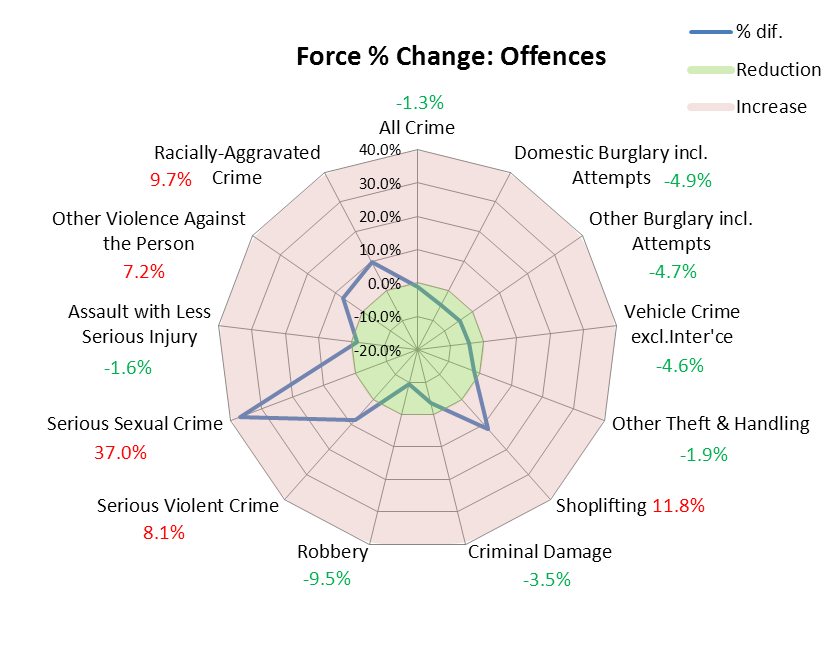 % dif.
Force % Change: Offences
Reduction
Increase
-1.3%
All Crime
40.0%
30.0%
20.0%
10.0%
0.0%
-10.0%
-20.0%
Domestic Burglary incl.
Attempts -4.9%
Other Burglary incl.
Attempts
-4.7%
Vehicle Crime
excl.Inter'ce
-4.6%
Other Theft & Handling
-1.9%
Shoplifting 11.8%
Criminal Damage
-3.5%
Robbery
-9.5%
Serious Violent Crime
8.1%
Serious Sexual Crime
37.0%
Assault with Less
Serious Injury
-1.6%
Other Violence Against
the Person
7.2%
Racially-Aggravated
9.7% Crime